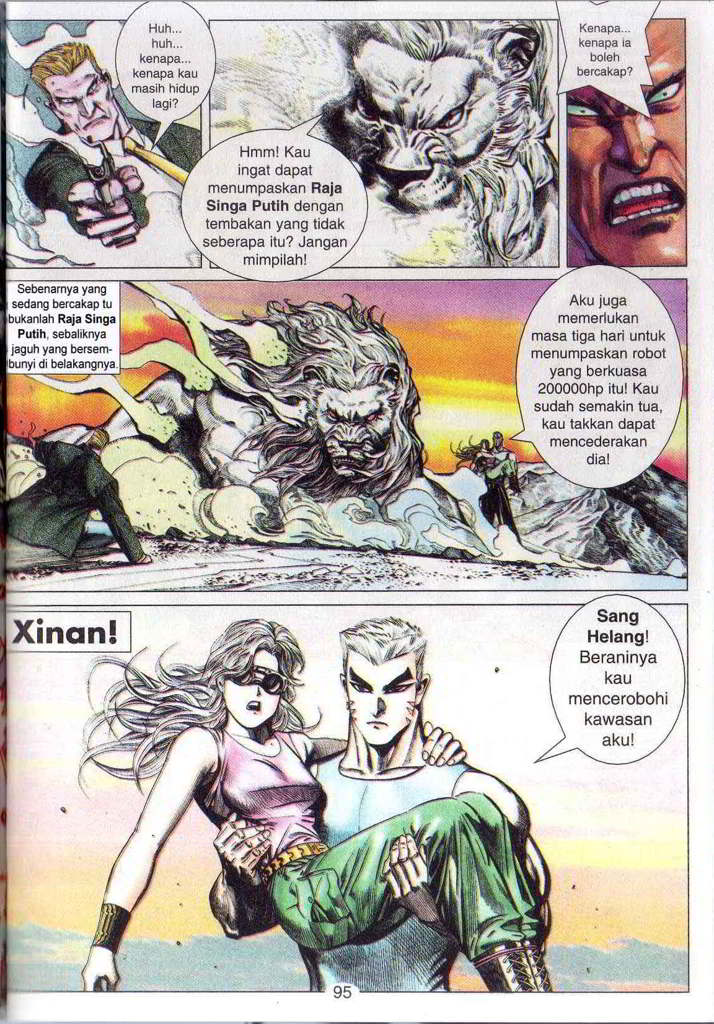 Huh...
huh...
kenapa...
kenapa kau
masih hidup
lagi?
Hmm! Kau
ingat dapat
menumpaskan Raja
Singa Putih dengan
tembakan yang tidak
seberapa itu? Jangan
mimpilah!
Kenapa...
kenapa ia
boleh
bercakap?
Sebenarnya yang
sedang bercakap tu
bukanlah Raja Singa
Putih, sebaliknya
jaguh yang bersem-
bunyi di belakangnya.
Aku juga
memerlukan
masa tiga hari untuk
menumpaskan robot
yang berkuasa
200000hp itu! Kau
sudah semakin tua,
kau takkan dapat
mencederakan
dia!
Xinan!
Sang
Helang!
Beraninya
kau
mencerobohi
kawasan
aku!
95